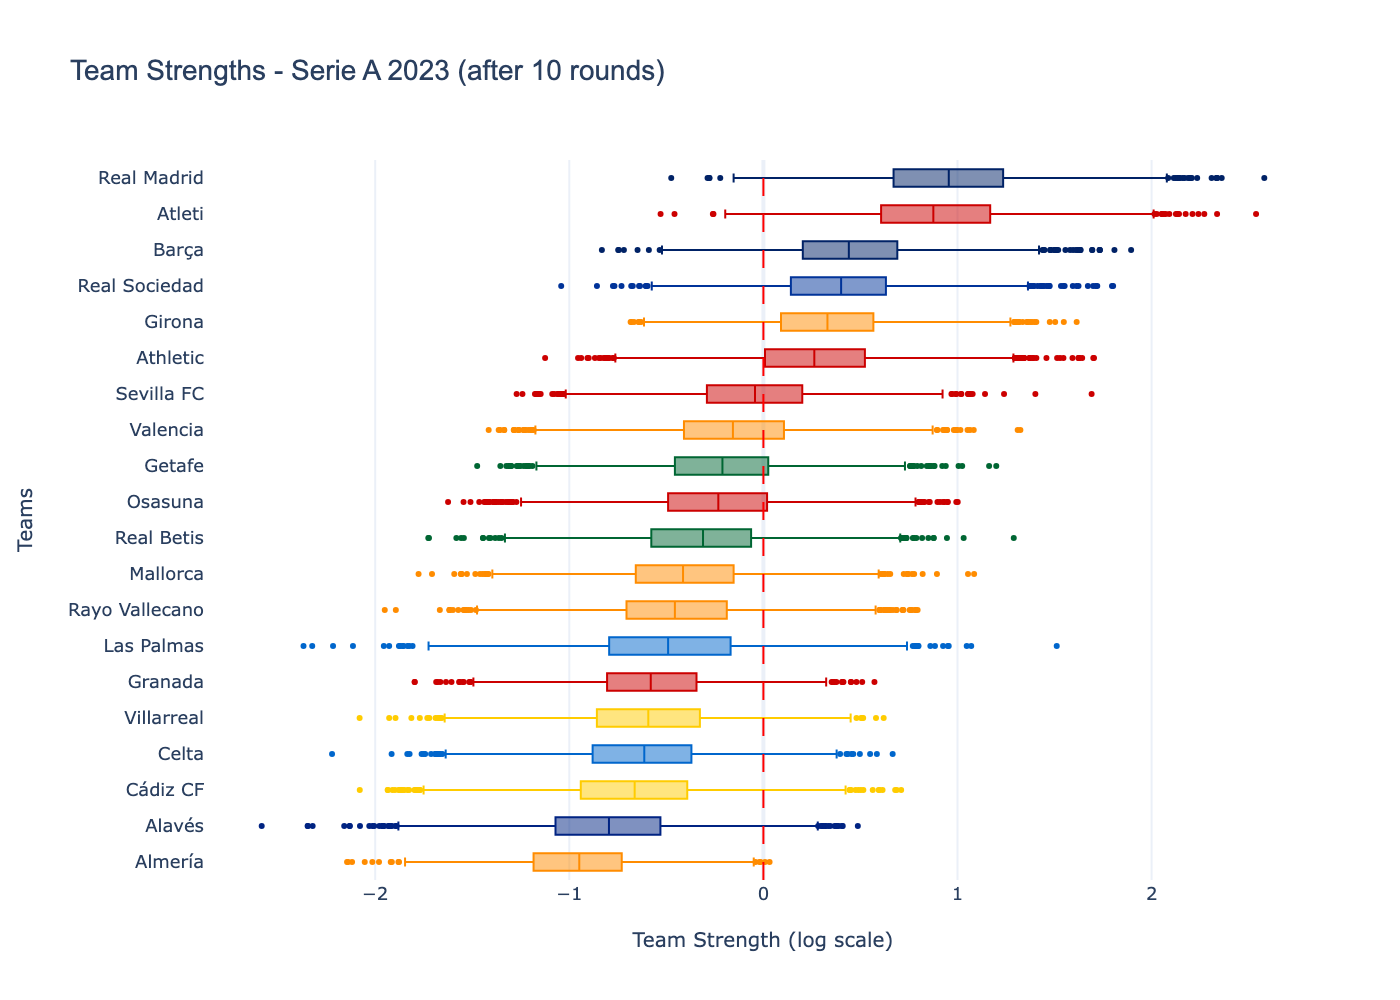 Team Strengths - Serie A 2023 (after 10 rounds)
Teams
Real Madrid
Atleti
Barça
Real Sociedad
Girona
Athletic
Sevilla FC
Valencia
Getafe
Osasuna
Real Betis
Mallorca
Rayo Vallecano
Las Palmas
Granada
Villarreal
Celta
Cádiz CF
Alavés
Almería
−2 −1 0 1 2
Team Strength (log scale)